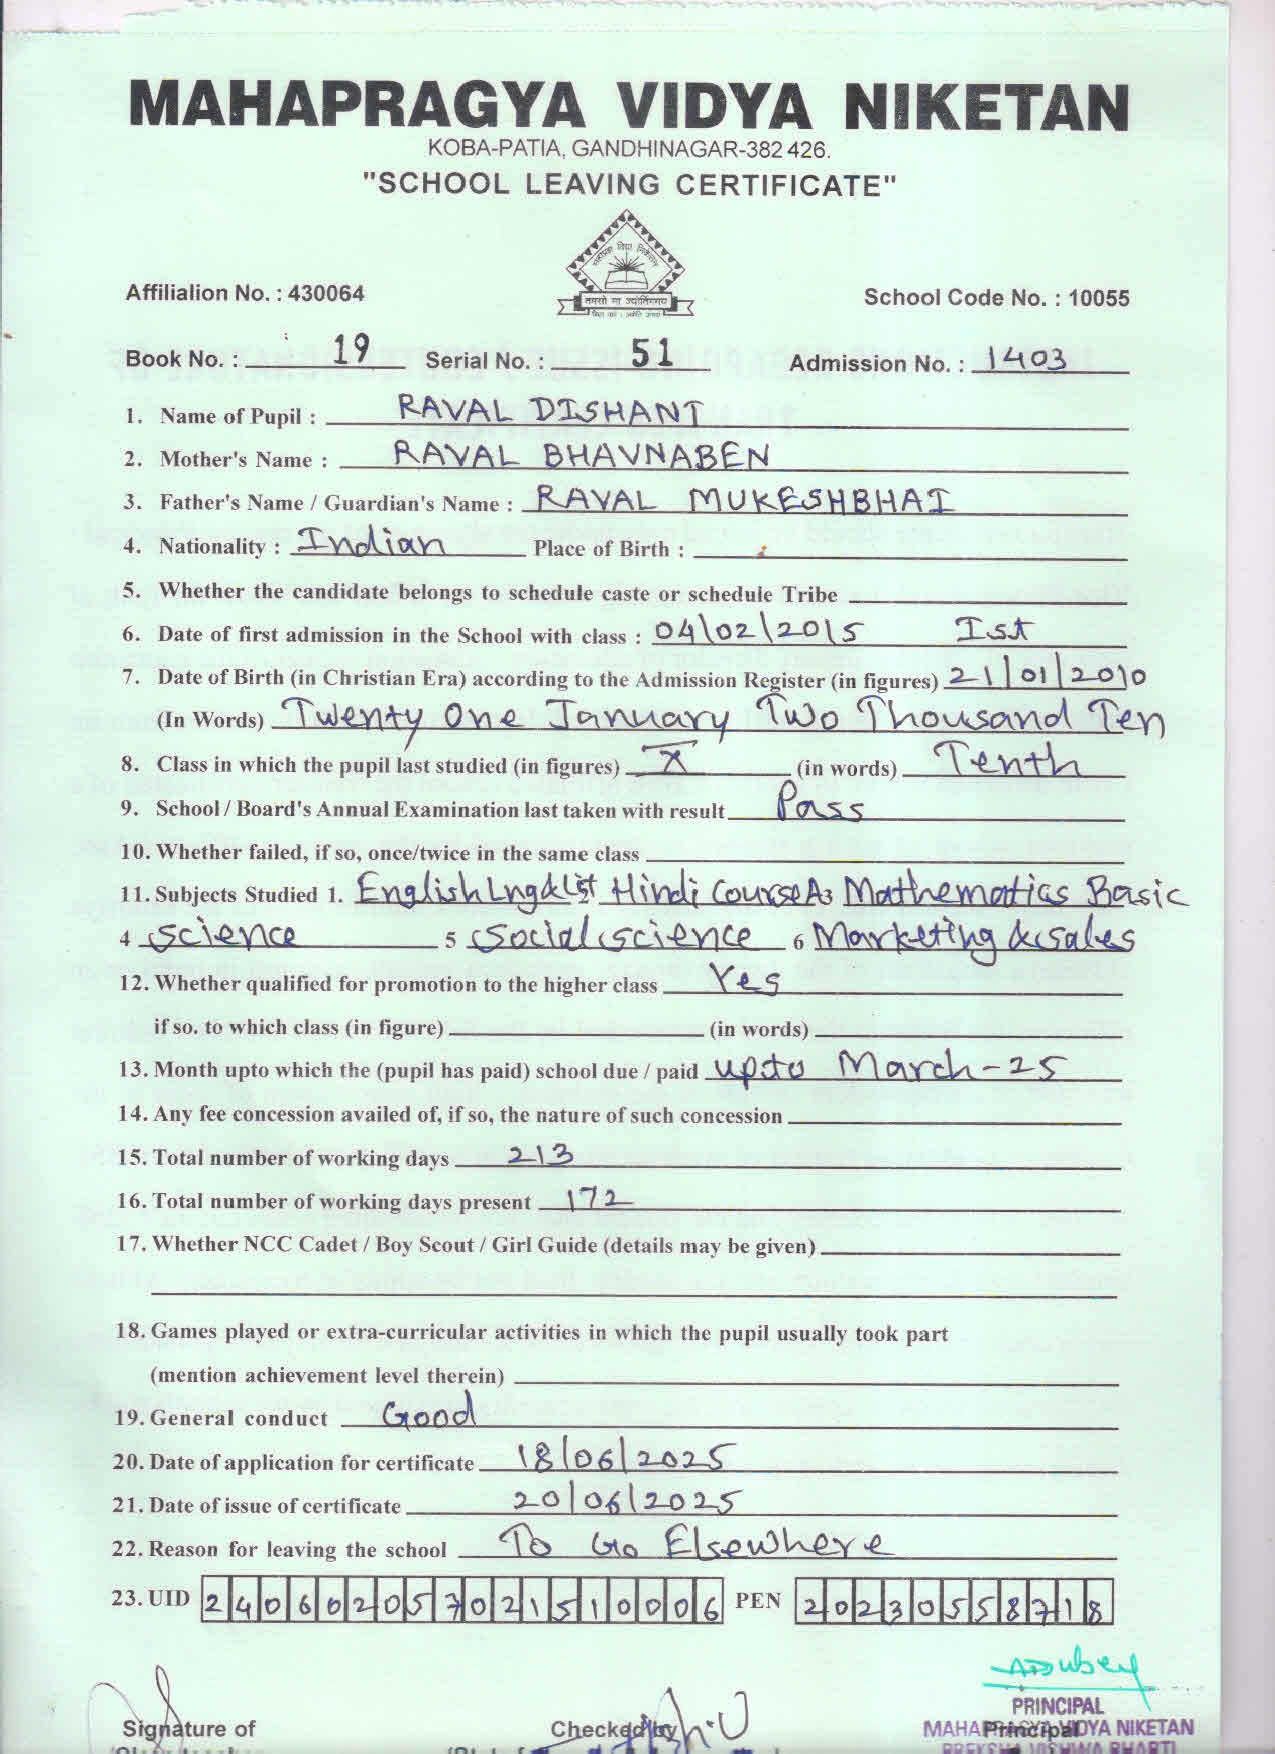 MAHAPRAGYA VIDYA NIKETAN
KOBA-PATIA, GANDHINAGAR-382 426.
"SCHOOL LEAVING CERTIFICATE"
तमसो मा ज्योतिर्गमय
Affilialion No. : 430064
School Code No. : 10055
Book No. : 19 Serial No. : 51 Admission No. : 1403
1. Name of Pupil : RAVAL DISHANT
2. Mother's Name : RAVAL BHAVNABEN
3. Father's Name / Guardian's Name : RAVAL MUKESHBHAI
4. Nationality : Indian Place of Birth :
5. Whether the candidate belongs to schedule caste or schedule Tribe
6. Date of first admission in the School with class : 04\02\2015 Ist
7. Date of Birth (in Christian Era) according to the Admission Register (in figures) 21/01/2010
(In Words) Twenty One January Two Thousand Ten
8. Class in which the pupil last studied (in figures) X (in words) Tenth
9. School / Board's Annual Examination last taken with result Pass
10. Whether failed, if so, once/twice in the same class
11. Subjects Studied 1. English Lng & Lit 2 Hindi Course A 3 Mathematics Basic
4 Science 5 Social Science 6 Marketing & Sales
12. Whether qualified for promotion to the higher class Yes
if so. to which class (in figure) (in words)
13. Month upto which the (pupil has paid) school due / paid upto March-25
14. Any fee concession availed of, if so, the nature of such concession
15. Total number of working days 213
16. Total number of working days present 172
17. Whether NCC Cadet / Boy Scout / Girl Guide (details may be given)
18. Games played or extra-curricular activities in which the pupil usually took part
(mention achievement level therein)
19. General conduct Good
20. Date of application for certificate 18/06/2025
21. Date of issue of certificate 20/06/2025
22. Reason for leaving the school To Go Elsewhere
23. UID 240602057021510006 PEN 20230558718
PRINCIPAL
Signature of Checked by Principal
MAHAPRAGYA VIDYA NIKETAN
PREKSHA VISHWA BHARTI